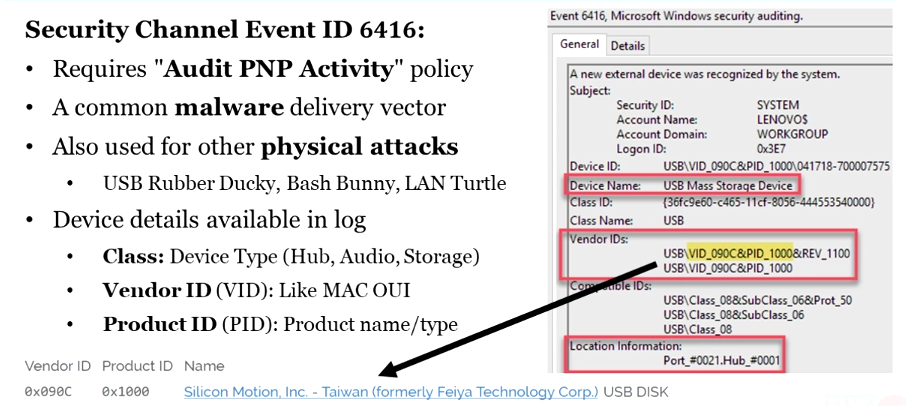 Security Channel Event ID 6416:
• Requires "Audit PNP Activity" policy
• A common malware delivery vector
• Also used for other physical attacks
• USB Rubber Ducky, Bash Bunny, LAN Turtle
• Device details available in log
• Class: Device Type (Hub, Audio, Storage)
• Vendor ID (VID): Like MAC OUI
• Product ID (PID): Product name/type
Event 6416, Microsoft Windows security auditing.
General Details
A new external device was recognized by the system.
Subject:
Security ID: SYSTEM
Account Name: LENOVO$
Account Domain: WORKGROUP
Logon ID: 0x3E7
Device ID: USB\VID_090C&PID_1000\041718-700007575
Device Name: USB Mass Storage Device
Class ID: {36fc9e60-c465-11cf-8056-444553540000}
Class Name: USB
Vendor IDs:
USB\VID_090C&PID_1000&REV_1100
USB\VID_090C&PID_1000
Compatible IDs:
USB\Class_08&SubClass_06&Prot_50
USB\Class_08&SubClass_06
USB\Class_08
Location Information:
Port_#0021.Hub_#0001
Vendor ID Product ID Name
0x090C 0x1000 Silicon Motion, Inc. - Taiwan (formerly Feiya Technology Corp.) USB DISK